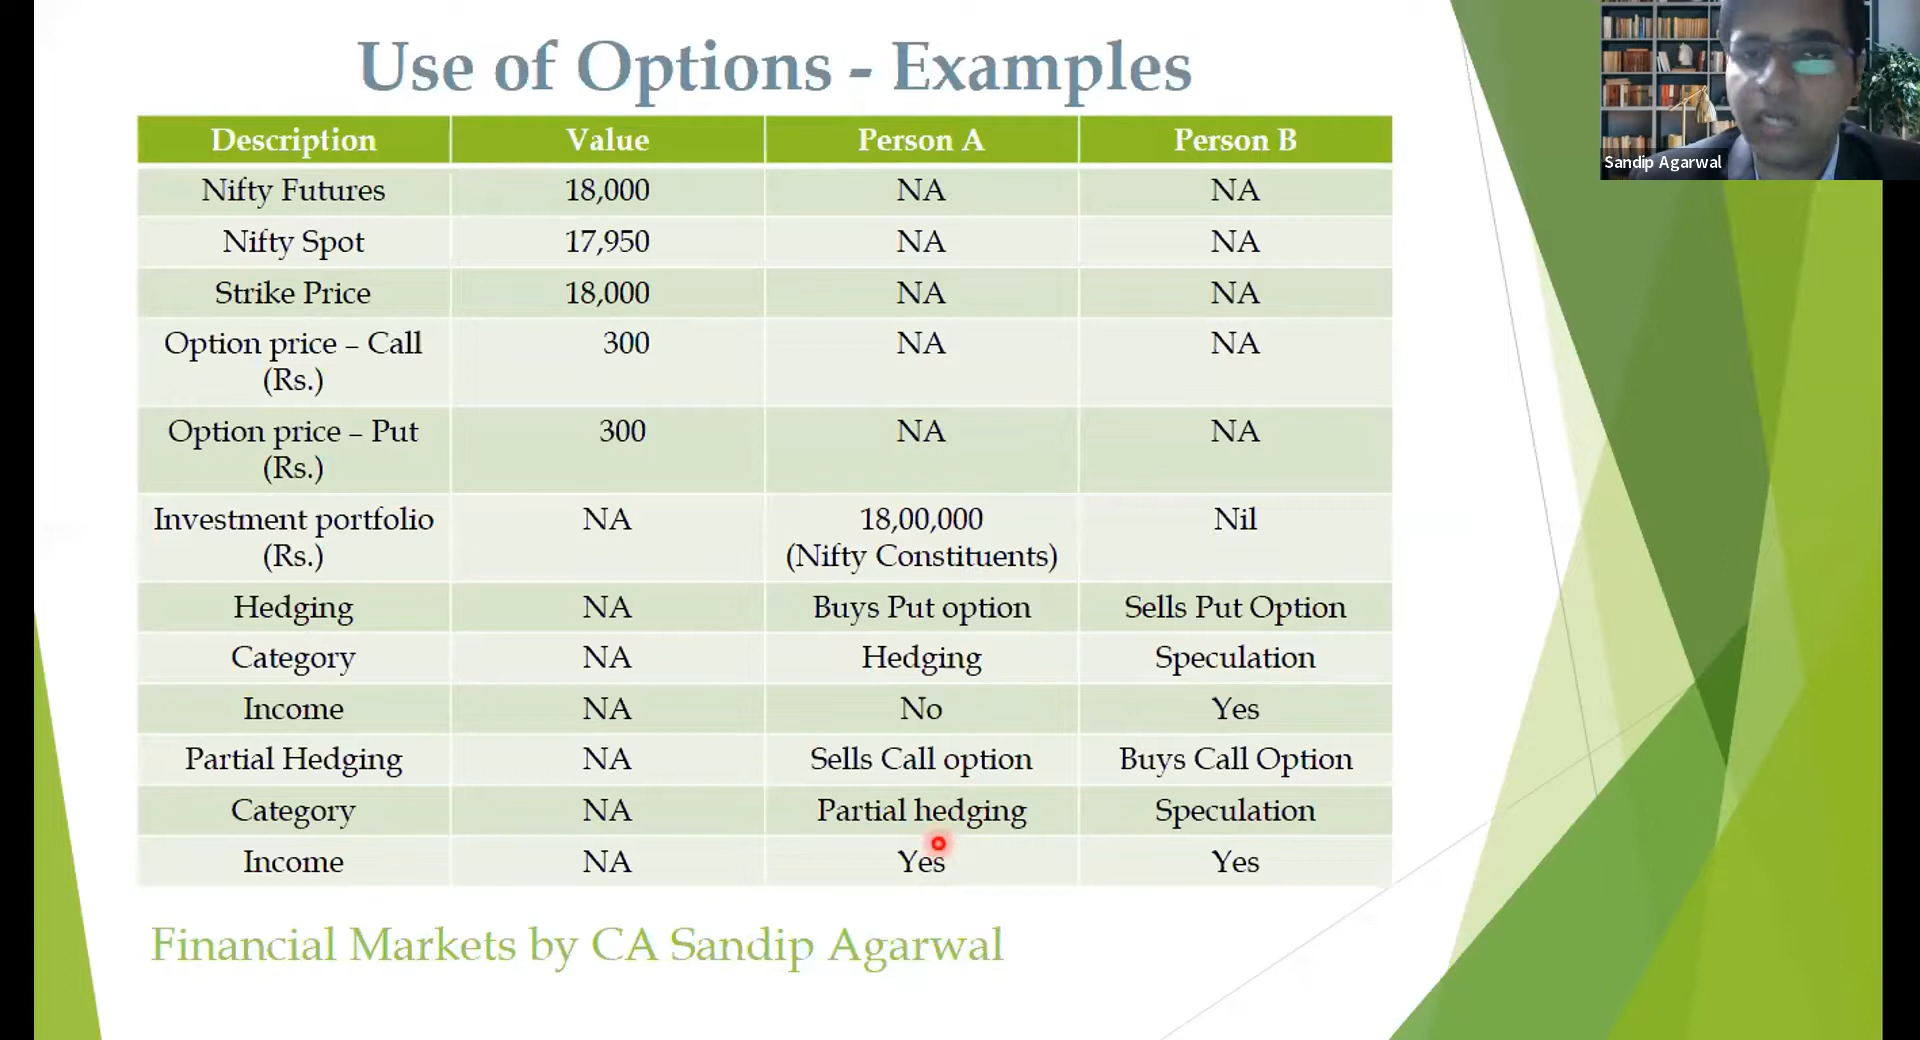 Use of Options - Examples
Sandip Agarwal
Description Value Person A Person B
Nifty Futures 18,000 NA NA
Nifty Spot 17,950 NA NA
Strike Price 18,000 NA NA
Option price – Call (Rs.) 300 NA NA
Option price – Put (Rs.) 300 NA NA
Investment portfolio (Rs.) NA 18,00,000 (Nifty Constituents) Nil
Hedging NA Buys Put option Sells Put Option
Category NA Hedging Speculation
Income NA No Yes
Partial Hedging NA Sells Call option Buys Call Option
Category NA Partial hedging Speculation
Income NA Yes Yes
Financial Markets by CA Sandip Agarwal